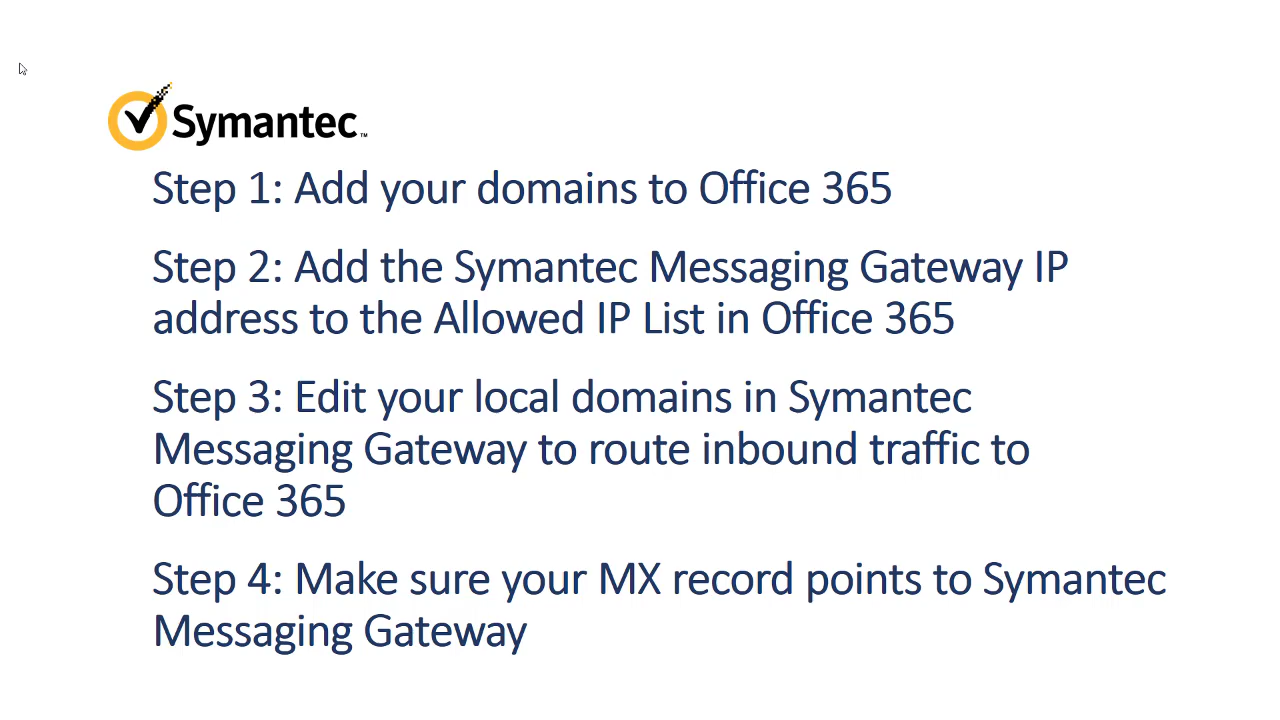 Symantec™
Step 1: Add your domains to Office 365
Step 2: Add the Symantec Messaging Gateway IP
address to the Allowed IP List in Office 365
Step 3: Edit your local domains in Symantec
Messaging Gateway to route inbound traffic to
Office 365
Step 4: Make sure your MX record points to Symantec
Messaging Gateway